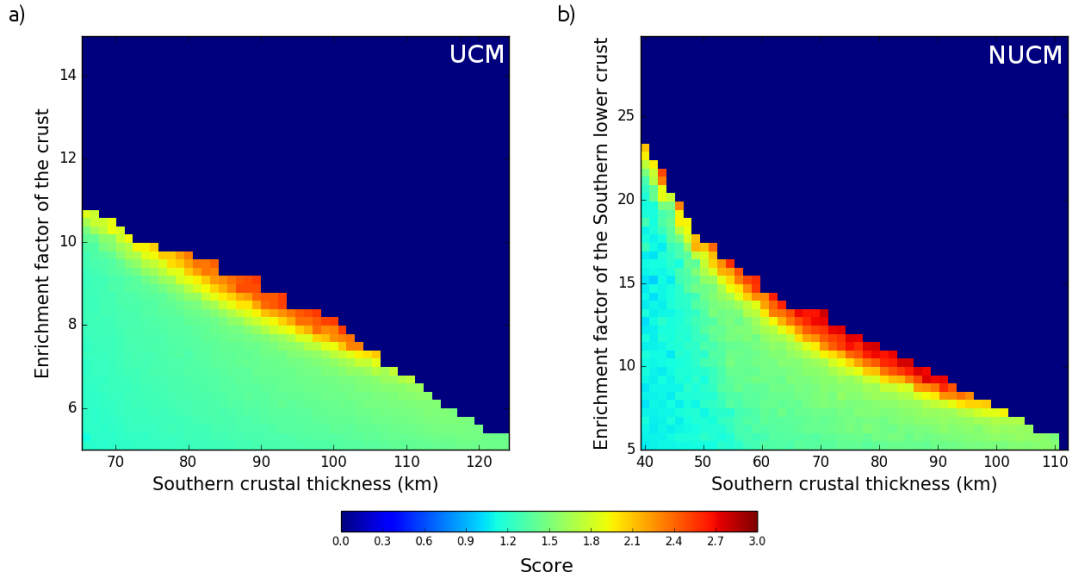 a)
UCM
Enrichment factor of the crust
14
12
10
8
6
70 80 90 100 110 120
Southern crustal thickness (km)
b)
NUCM
Enrichment factor of the Southern lower crust
25
20
15
10
5
40 50 60 70 80 90 100 110
Southern crustal thickness (km)
0.0 0.3 0.6 0.9 1.2 1.5 1.8 2.1 2.4 2.7 3.0
Score